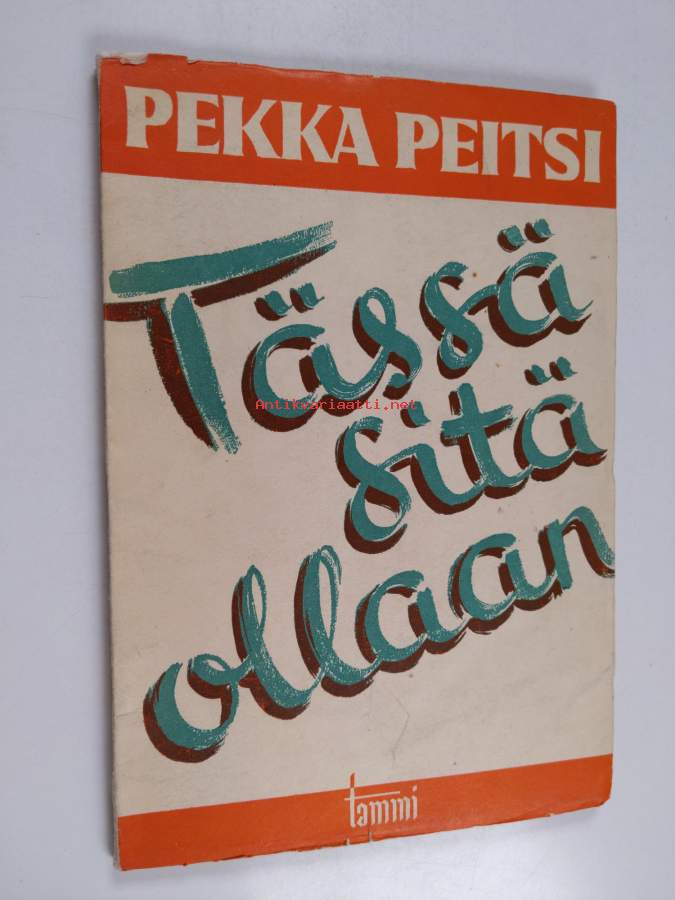 PEKKA PEITSI
Tässä
Antikvariaatti.net
sitä
ollaan
tammi